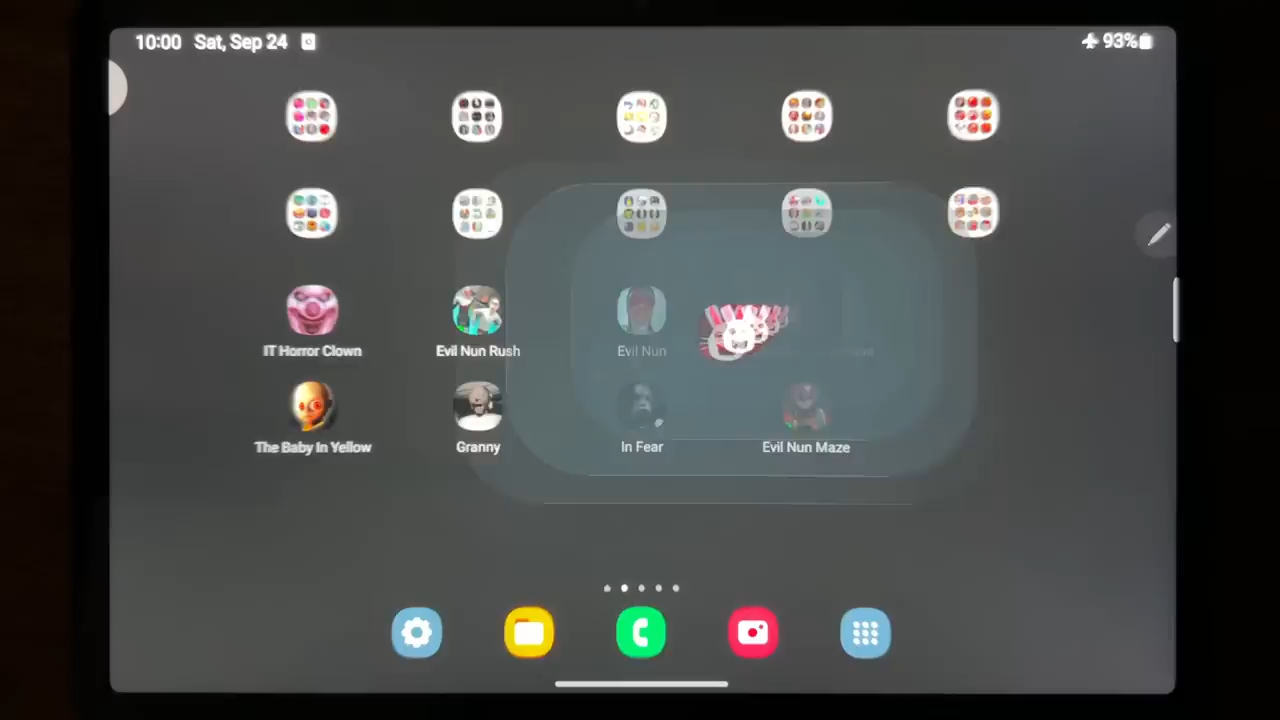 10:00 Sat, Sep 24
93%
IT Horror Clown
Evil Nun Rush
Evil Nun
The Baby In Yellow
Granny
In Fear
Evil Nun Maze